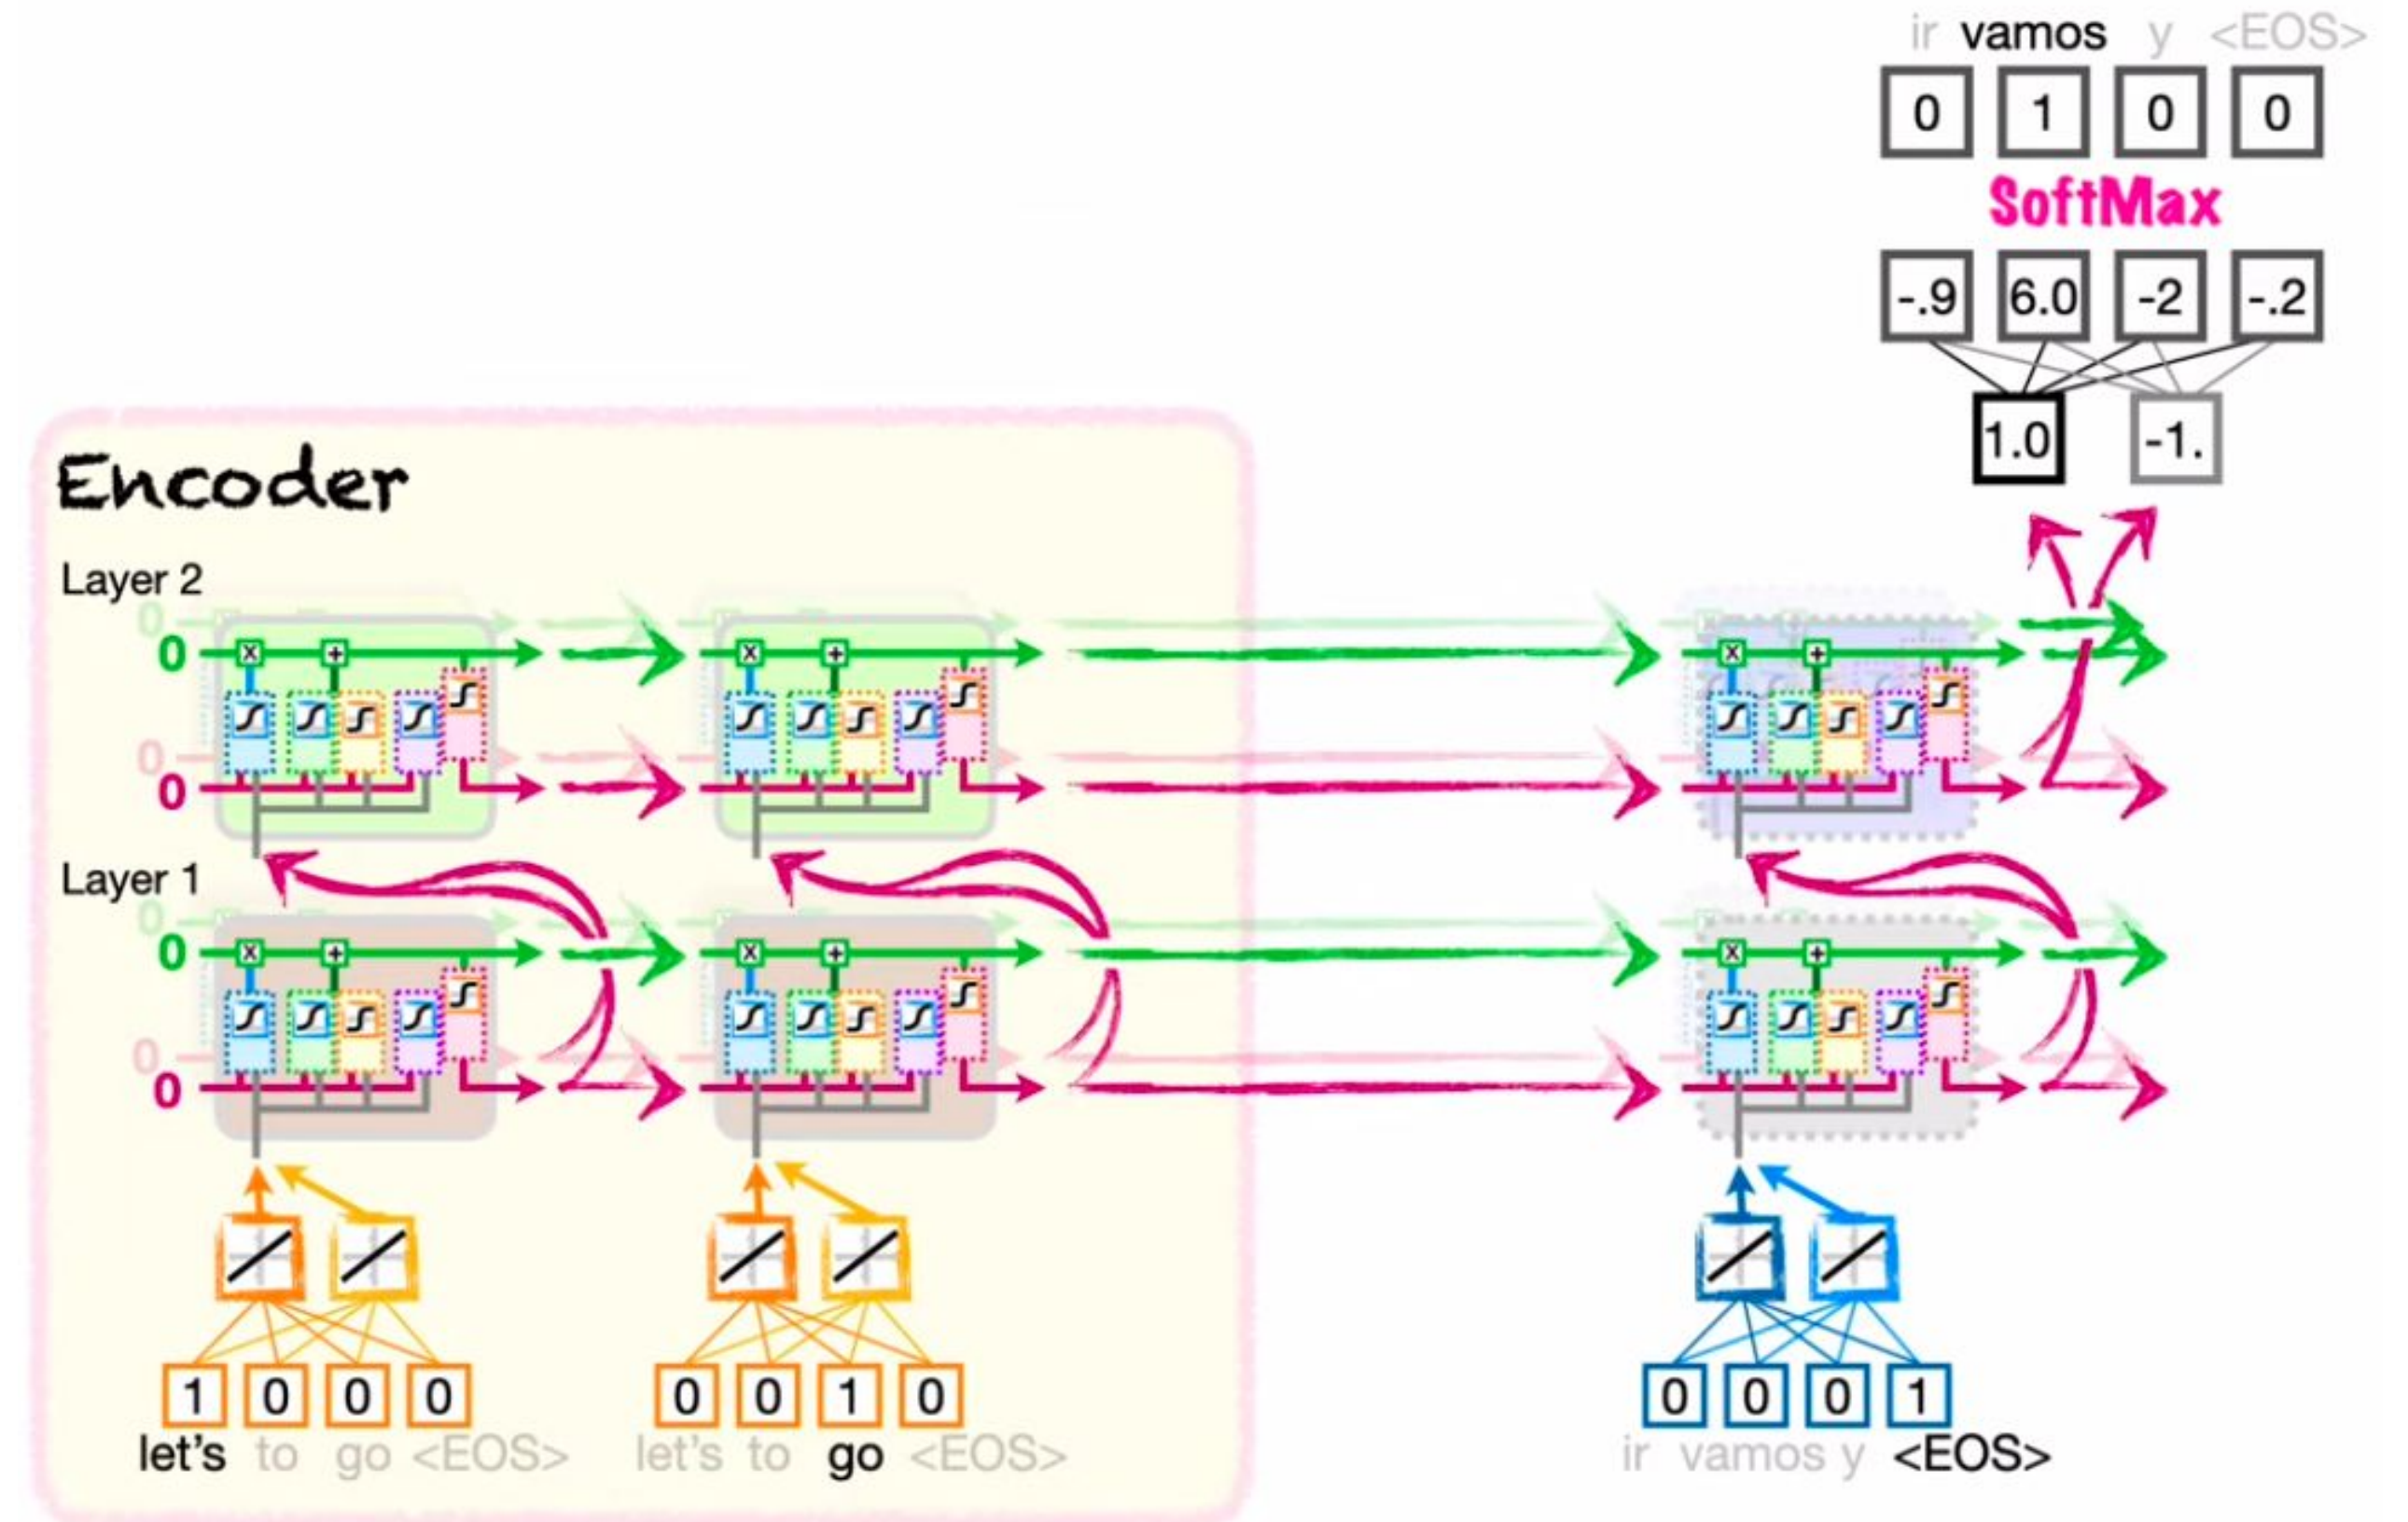 ir vamos y <EOS>
0 1 0 0
SoftMax
-.9 6.0 -2 -.2
1.0 -1.
Encoder
Layer 2
0 x + x +
0 x + x + x +
0
0
Layer 1
0
0 x + x + x +
0
0
1 0 0 0
let's to go <EOS>
0 0 1 0
let's to go <EOS>
0 0 0 1
ir vamos y <EOS>